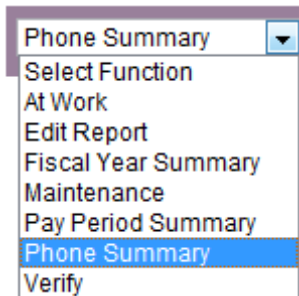 Phone Summary
Select Function
At Work
Edit Report
Fiscal Year Summary
Maintenance
Pay Period Summary
Phone Summary
Verify